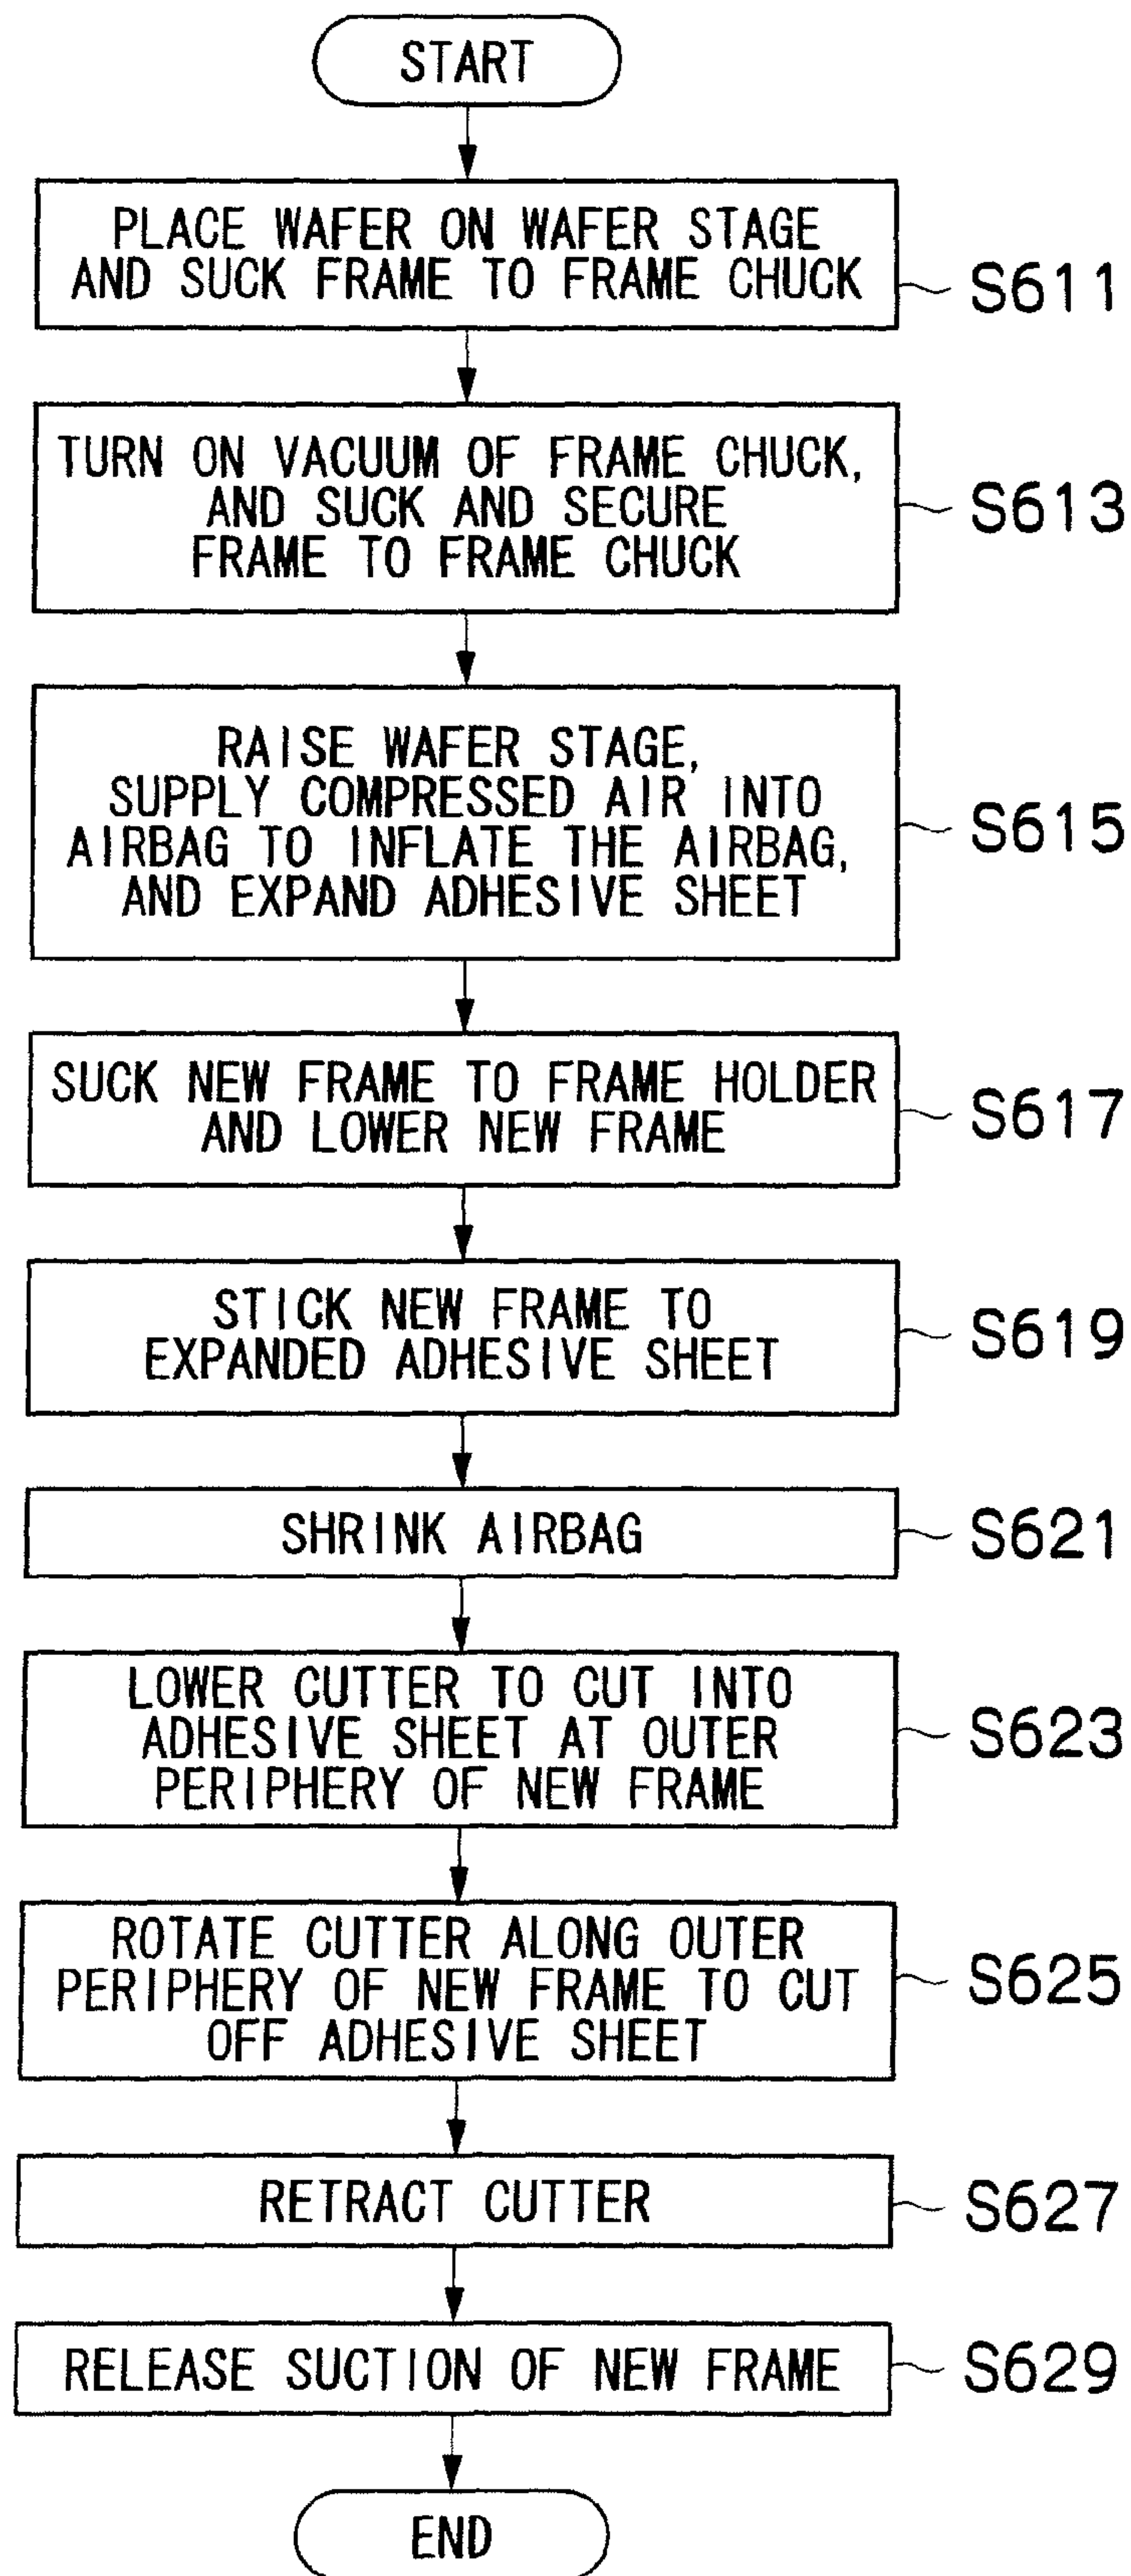 START
PLACE WAFER ON WAFER STAGE
AND SUCK FRAME TO FRAME CHUCK
S611
TURN ON VACUUM OF FRAME CHUCK,
AND SUCK AND SECURE
FRAME TO FRAME CHUCK
S613
RAISE WAFER STAGE,
SUPPLY COMPRESSED AIR INTO
AIRBAG TO INFLATE THE AIRBAG,
AND EXPAND ADHESIVE SHEET
S615
SUCK NEW FRAME TO FRAME HOLDER
AND LOWER NEW FRAME
S617
STICK NEW FRAME TO
EXPANDED ADHESIVE SHEET
S619
SHRINK AIRBAG
S621
LOWER CUTTER TO CUT INTO
ADHESIVE SHEET AT OUTER
PERIPHERY OF NEW FRAME
S623
ROTATE CUTTER ALONG OUTER
PERIPHERY OF NEW FRAME TO CUT
OFF ADHESIVE SHEET
S625
RETRACT CUTTER
S627
RELEASE SUCTION OF NEW FRAME
S629
END